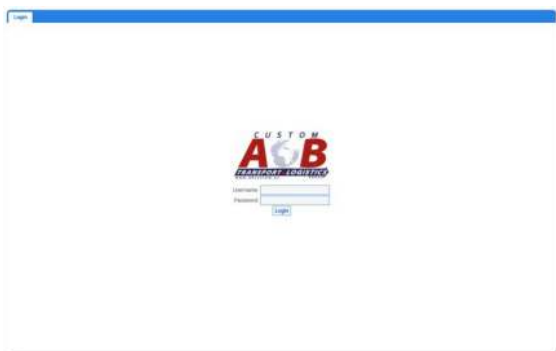 Login
CUSTOM
A B
TRANSPORT LOGISTICS
Username
Password
Login